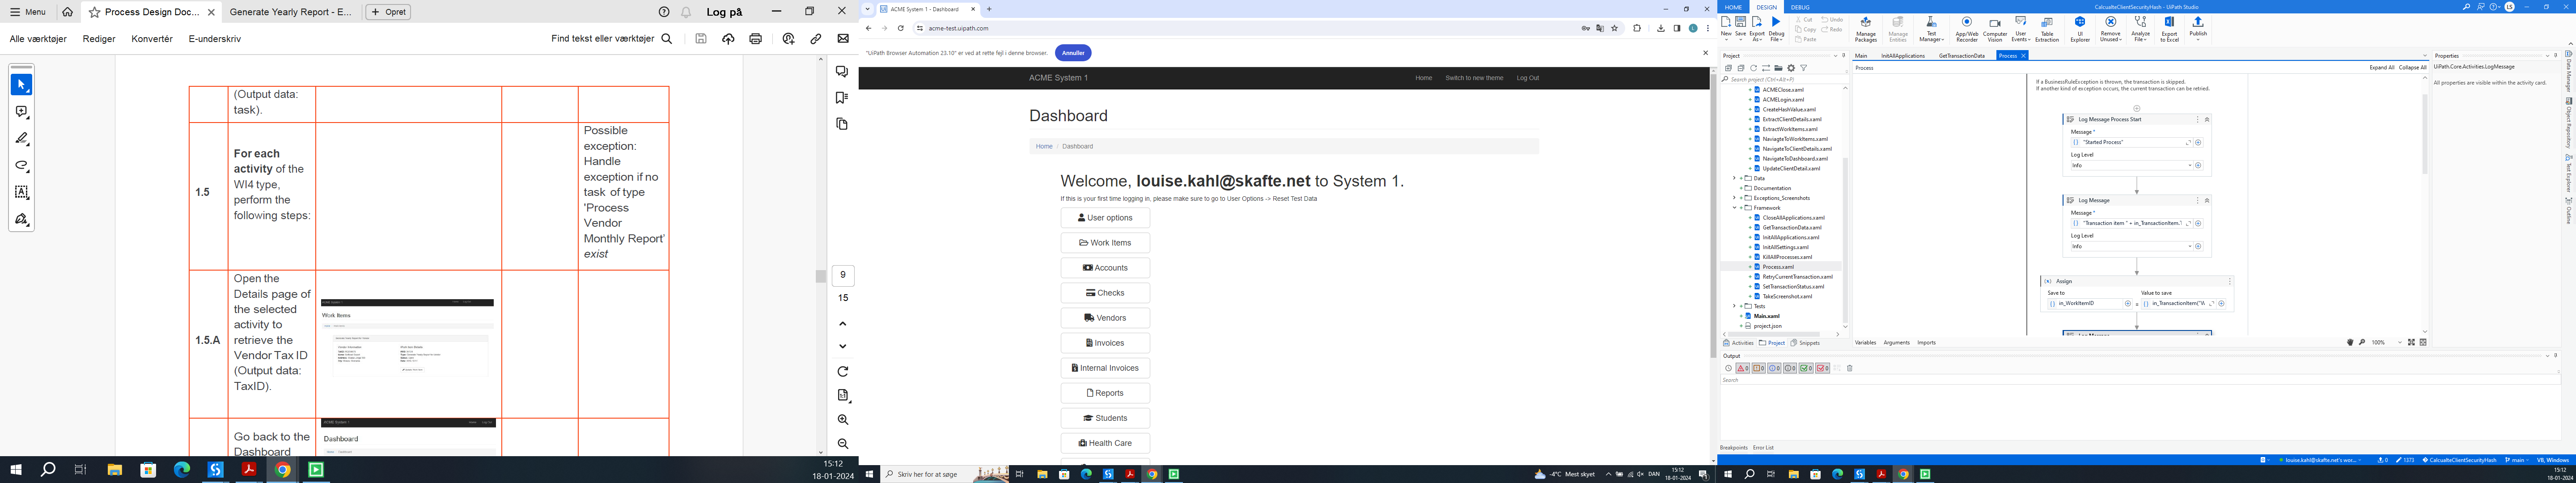 Menu
Process Design Doc...
Generate Yearly Report - E...
+ Opret
Log på
Alle værktøjer
Rediger
Konvertér
E-underskriv
Find tekst eller værktøjer
(Output data:
task).
1.5
For each
activity of the
WI4 type,
perform the
following steps:
Possible
exception:
Handle
exception if no
task of type
'Process
Vendor
Monthly Report'
exist
1.5.A
Open the
Details page of
the selected
activity to
retrieve the
Vendor Tax ID
(Output data:
TaxID).
Work Items
Go back to the
Dashboard
Dashboard
9
15
15:12
18-01-2024
ACME System 1 - Dashboard
acme-test.uipath.com
"UiPath Browser Automation 23.10" er ved at rette fejl i denne browser.
Annuller
ACME System 1
Home
Switch to new theme
Log Out
Dashboard
Home / Dashboard
Welcome, louise.kahl@skafte.net to System 1.
If this is your first time logging in, please make sure to go to User Options -> Reset Test Data
User options
Work Items
Accounts
Checks
Vendors
Invoices
Internal Invoices
Reports
Students
Health Care
Skriv her for at søge
-4°C Mest skyet
DAN
15:12
18-01-2024
HOME
DESIGN
DEBUG
CalcualteClientSecurityHash - UiPath Studio
LS
New
Save
Export As
Debug File
Cut
Copy
Paste
Undo
Redo
Manage Packages
Manage Entities
Test Manager
App/Web Recorder
Computer Vision
User Events
Table Extraction
UI Explorer
Remove Unused
Analyze File
Export to Excel
Publish
Project
Search project (Ctrl+Alt+F)
ACMEClose.xaml
ACMELogin.xaml
CreateHashValue.xaml
ExtractClientDetails.xaml
ExtractWorkItems.xaml
NaviagteToWorkItems.xaml
NavigateToClientDetails.xaml
NavigateToDashboard.xaml
UpdateClientDetail.xaml
Data
Documentation
Exceptions_Screenshots
Framework
CloseAllApplications.xaml
GetTransactionData.xaml
InitAllApplications.xaml
InitAllSettings.xaml
KillAllProcesses.xaml
Process.xaml
RetryCurrentTransaction.xaml
SetTransactionStatus.xaml
TakeScreenshot.xaml
Tests
Main.xaml
project.json
Activities
Project
Snippets
Main
InitAllApplications
GetTransactionData
Process
Process
Expand All
Collapse All
If a BusinessRuleException is thrown, the transaction is skipped.
If another kind of exception occurs, the current transaction can be retried.
Log Message Process Start
Message *
"Started Process"
Log Level
Info
Log Message
Message *
"Transaction item " + in_TransactionItem.
Log Level
Info
Assign
Save to
Value to save
in_WorkItemID
=
in_TransactionItem("W
Variables
Arguments
Imports
100%
Properties
UiPath.Core.Activities.LogMessage
All properties are visible within the activity card.
Data Manager
Object Repository
Test Explorer
Outline
Output
Search
Breakpoints
Error List
louise.kahl@skafte.net's wor...
0
1373
CalcualteClientSecurityHash
main
VB, Windows
15:12
18-01-2024